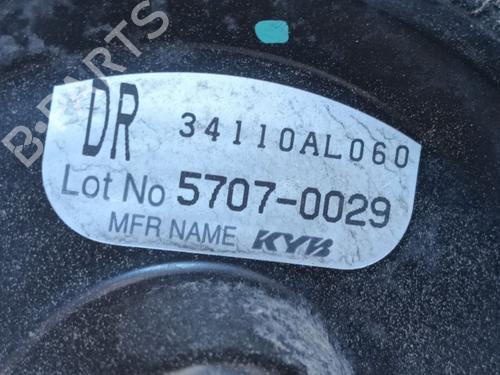 B-PARTS
DR 34110AL060
Lot No 5707-0029
MFR NAME KYB